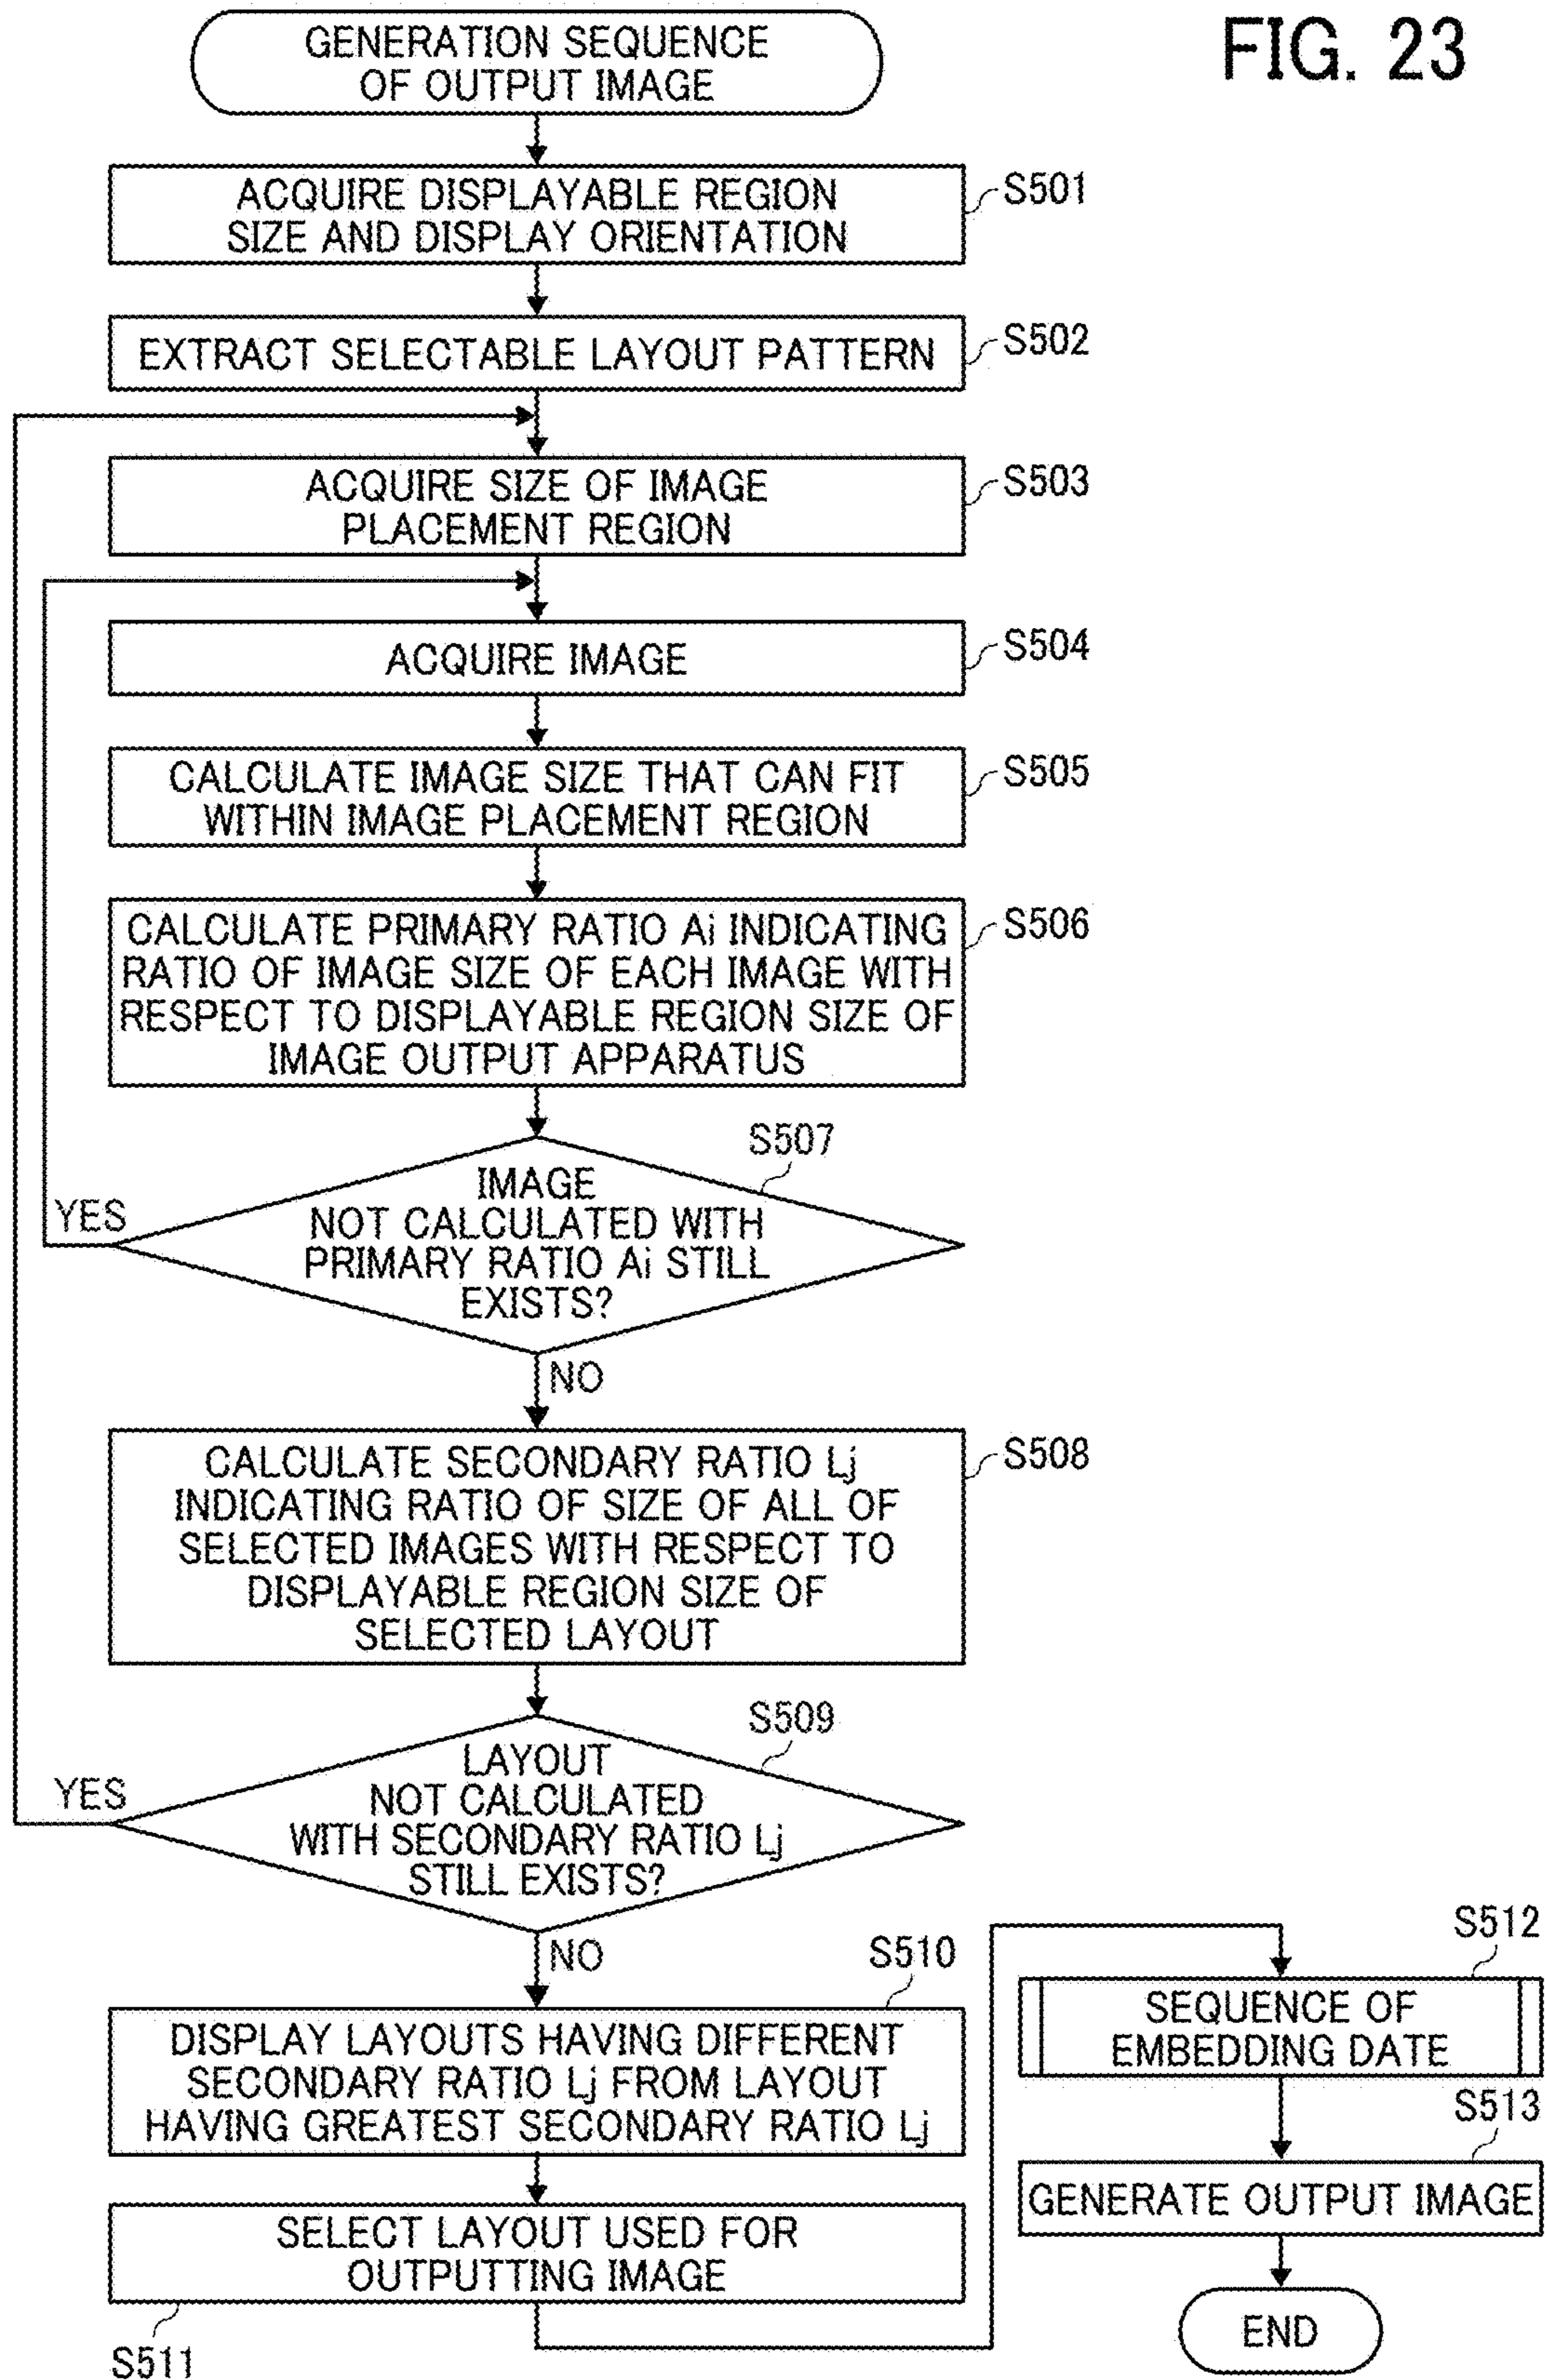 FIG. 23
GENERATION SEQUENCE
OF OUTPUT IMAGE
ACQUIRE DISPLAYABLE REGION
SIZE AND DISPLAY ORIENTATION
S501
EXTRACT SELECTABLE LAYOUT PATTERN
S502
ACQUIRE SIZE OF IMAGE
PLACEMENT REGION
S503
ACQUIRE IMAGE
S504
CALCULATE IMAGE SIZE THAT CAN FIT
WITHIN IMAGE PLACEMENT REGION
S505
CALCULATE PRIMARY RATIO Ai INDICATING
RATIO OF IMAGE SIZE OF EACH IMAGE WITH
RESPECT TO DISPLAYABLE REGION SIZE OF
IMAGE OUTPUT APPARATUS
S506
S507
IMAGE
NOT CALCULATED WITH
PRIMARY RATIO Ai STILL
EXISTS?
YES
NO
CALCULATE SECONDARY RATIO Lj
INDICATING RATIO OF SIZE OF ALL OF
SELECTED IMAGES WITH RESPECT TO
DISPLAYABLE REGION SIZE OF
SELECTED LAYOUT
S508
S509
LAYOUT
NOT CALCULATED
WITH SECONDARY RATIO Lj
STILL EXISTS?
YES
NO
S510
DISPLAY LAYOUTS HAVING DIFFERENT
SECONDARY RATIO Lj FROM LAYOUT
HAVING GREATEST SECONDARY RATIO Lj
SELECT LAYOUT USED FOR
OUTPUTTING IMAGE
S511
S512
SEQUENCE OF
EMBEDDING DATE
S513
GENERATE OUTPUT IMAGE
END